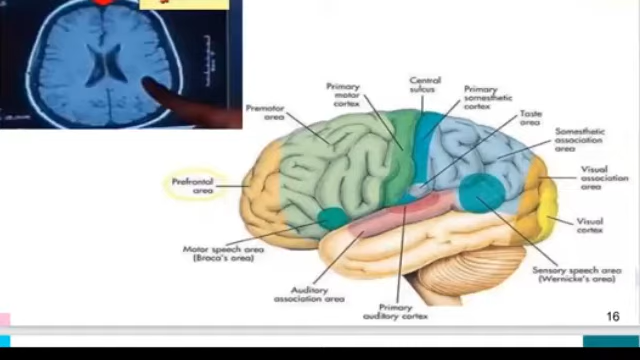 Central
sulcus
Primary
motor
cortex
Primary
somesthetic
cortex
Taste
area
Premotor
area
Somesthetic
association
area
Prefrontal
area
Visual
association
area
Visual
cortex
Motor speech area
(Broca's area)
Sensory speech area
(Wernicke's area)
Auditory
association area
Primary
auditory cortex
16